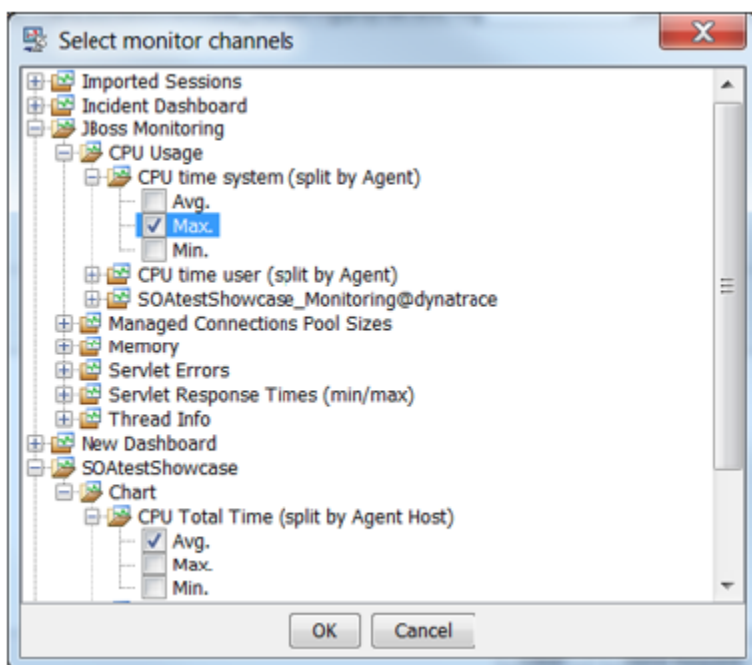 Select monitor channels
Imported Sessions
Incident Dashboard
JBoss Monitoring
CPU Usage
CPU time system (split by Agent)
Avg.
Max.
Min.
CPU time user (split by Agent)
SOAtestShowcase_Monitoring@dynatrace
Managed Connections Pool Sizes
Memory
Servlet Errors
Servlet Response Times (min/max)
Thread Info
New Dashboard
SOAtestShowcase
Chart
CPU Total Time (split by Agent Host)
Avg.
Max.
Min.
OK Cancel